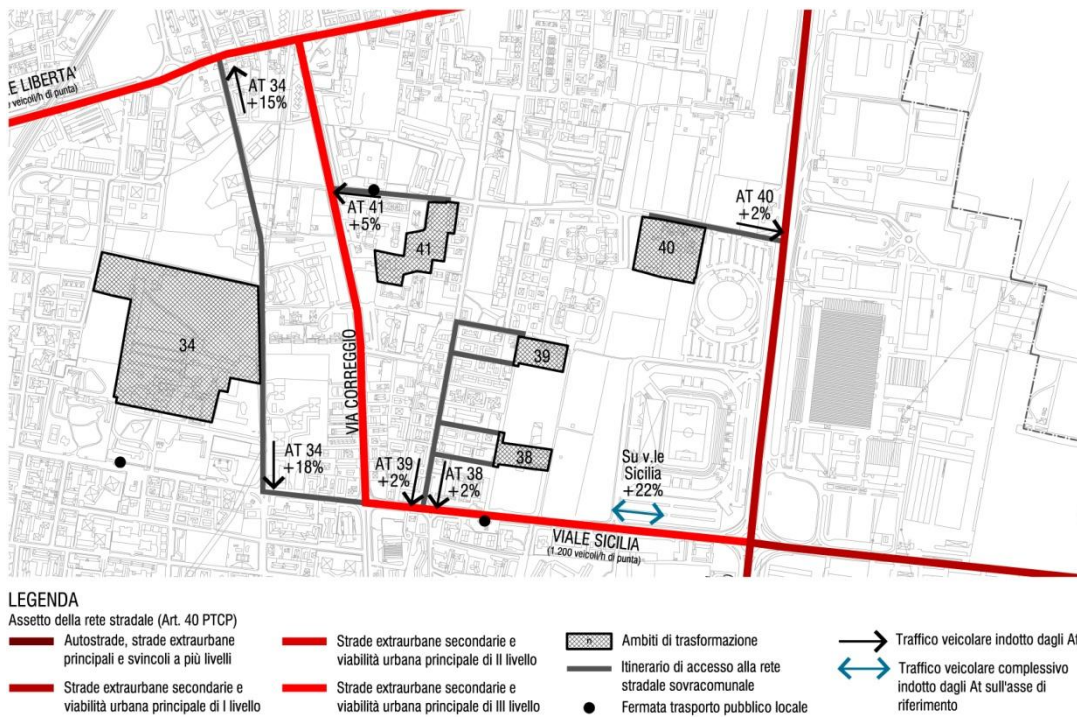 E LIBERTA'
veicoli/h di punta)
AT 34
+15%
AT 41
+5%
41
AT 40
+2%
40
34
VIA CORREGGIO
39
38
AT 34
+18%
AT 39
+2%
AT 38
+2%
Su v.le
Sicilia
+22%
VIALE SICILIA
(1.200 veicoli/h di punta)
LEGENDA
Assetto della rete stradale (Art. 40 PTCP)
Autostrade, strade extraurbane
principali e svincoli a più livelli
Strade extraurbane secondarie e
viabilità urbana principale di I livello
Strade extraurbane secondarie e
viabilità urbana principale di II livello
Strade extraurbane secondarie e
viabilità urbana principale di III livello
n
Ambiti di trasformazione
Itinerario di accesso alla rete
stradale sovracomunale
Fermata trasporto pubblico locale
Traffico veicolare indotto dagli At
Traffico veicolare complessivo
indotto dagli At sull'asse di
riferimento